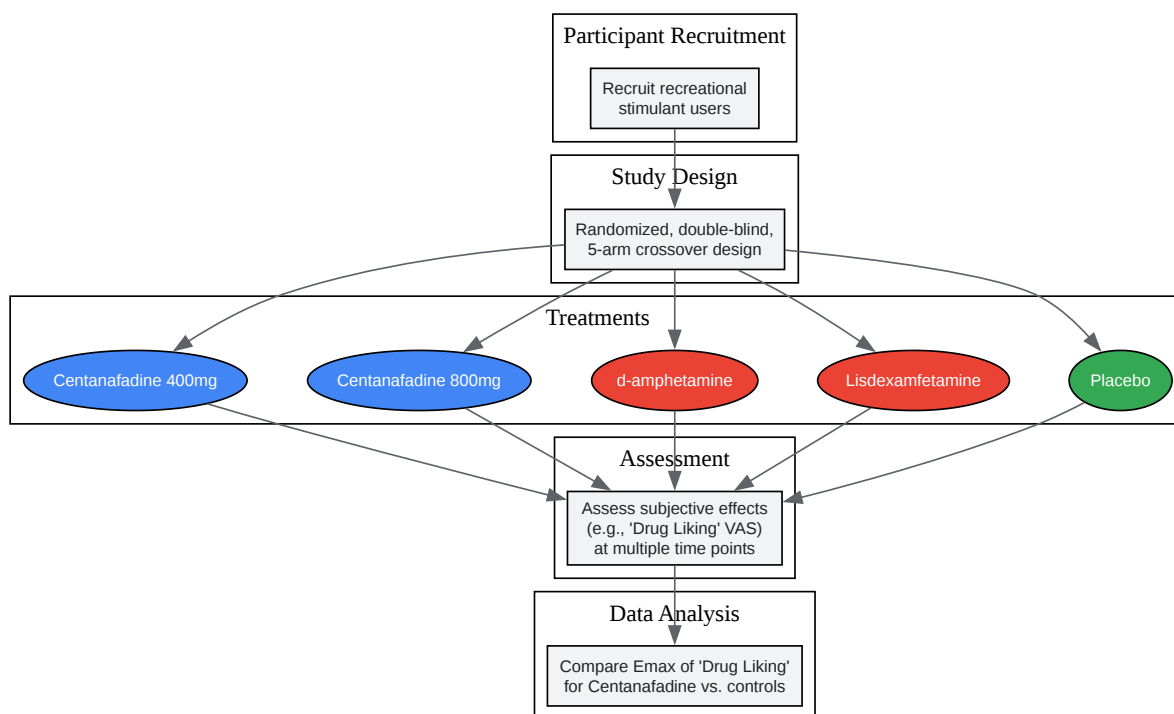 Participant Recruitment
Recruit recreational
stimulant users
Study Design
Randomized, double-blind,
5-arm crossover design
Treatments
Centanafadine 400mg
Centanafadine 800mg
d-amphetamine
Lisdexamfetamine
Placebo
Assessment
Assess subjective effects
(e.g., 'Drug Liking' VAS)
at multiple time points
Data Analysis
Compare Emax of 'Drug Liking'
for Centanafadine vs. controls